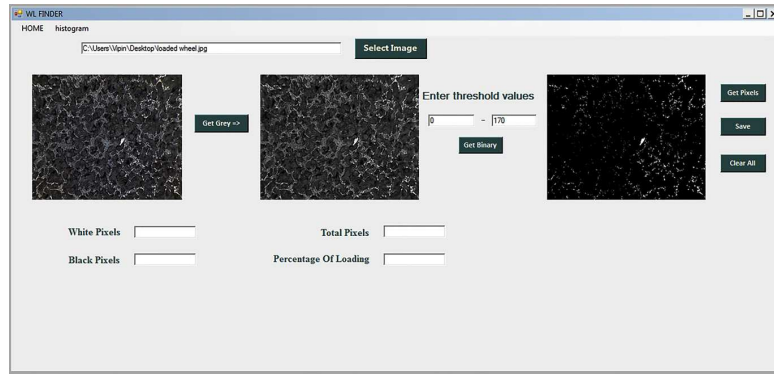 WL FINDER
HOME histogram
C:\Users\Vipin\Desktop\loaded wheel.jpg
Select Image
Get Grey =>
Enter threshold values
0 - 170
Get Binary
Get Pixels
Save
Clear All
White Pixels
Total Pixels
Black Pixels
Percentage Of Loading